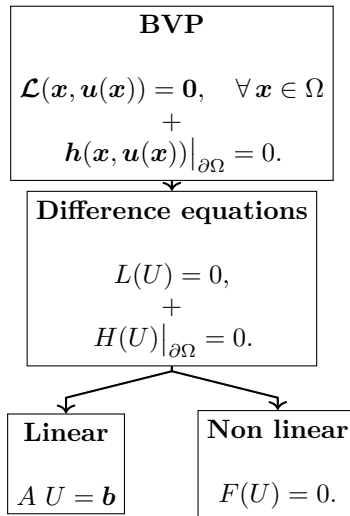 BVP
𝓛(𝒙, 𝒖(𝒙)) = 𝟎, ∀ 𝒙 ∈ Ω
+
𝒉(𝒙, 𝒖(𝒙))|∂Ω = 0.
Difference equations
L(U) = 0,
+
H(U)|∂Ω = 0.
Linear
A U = 𝒃
Non linear
F(U) = 0.